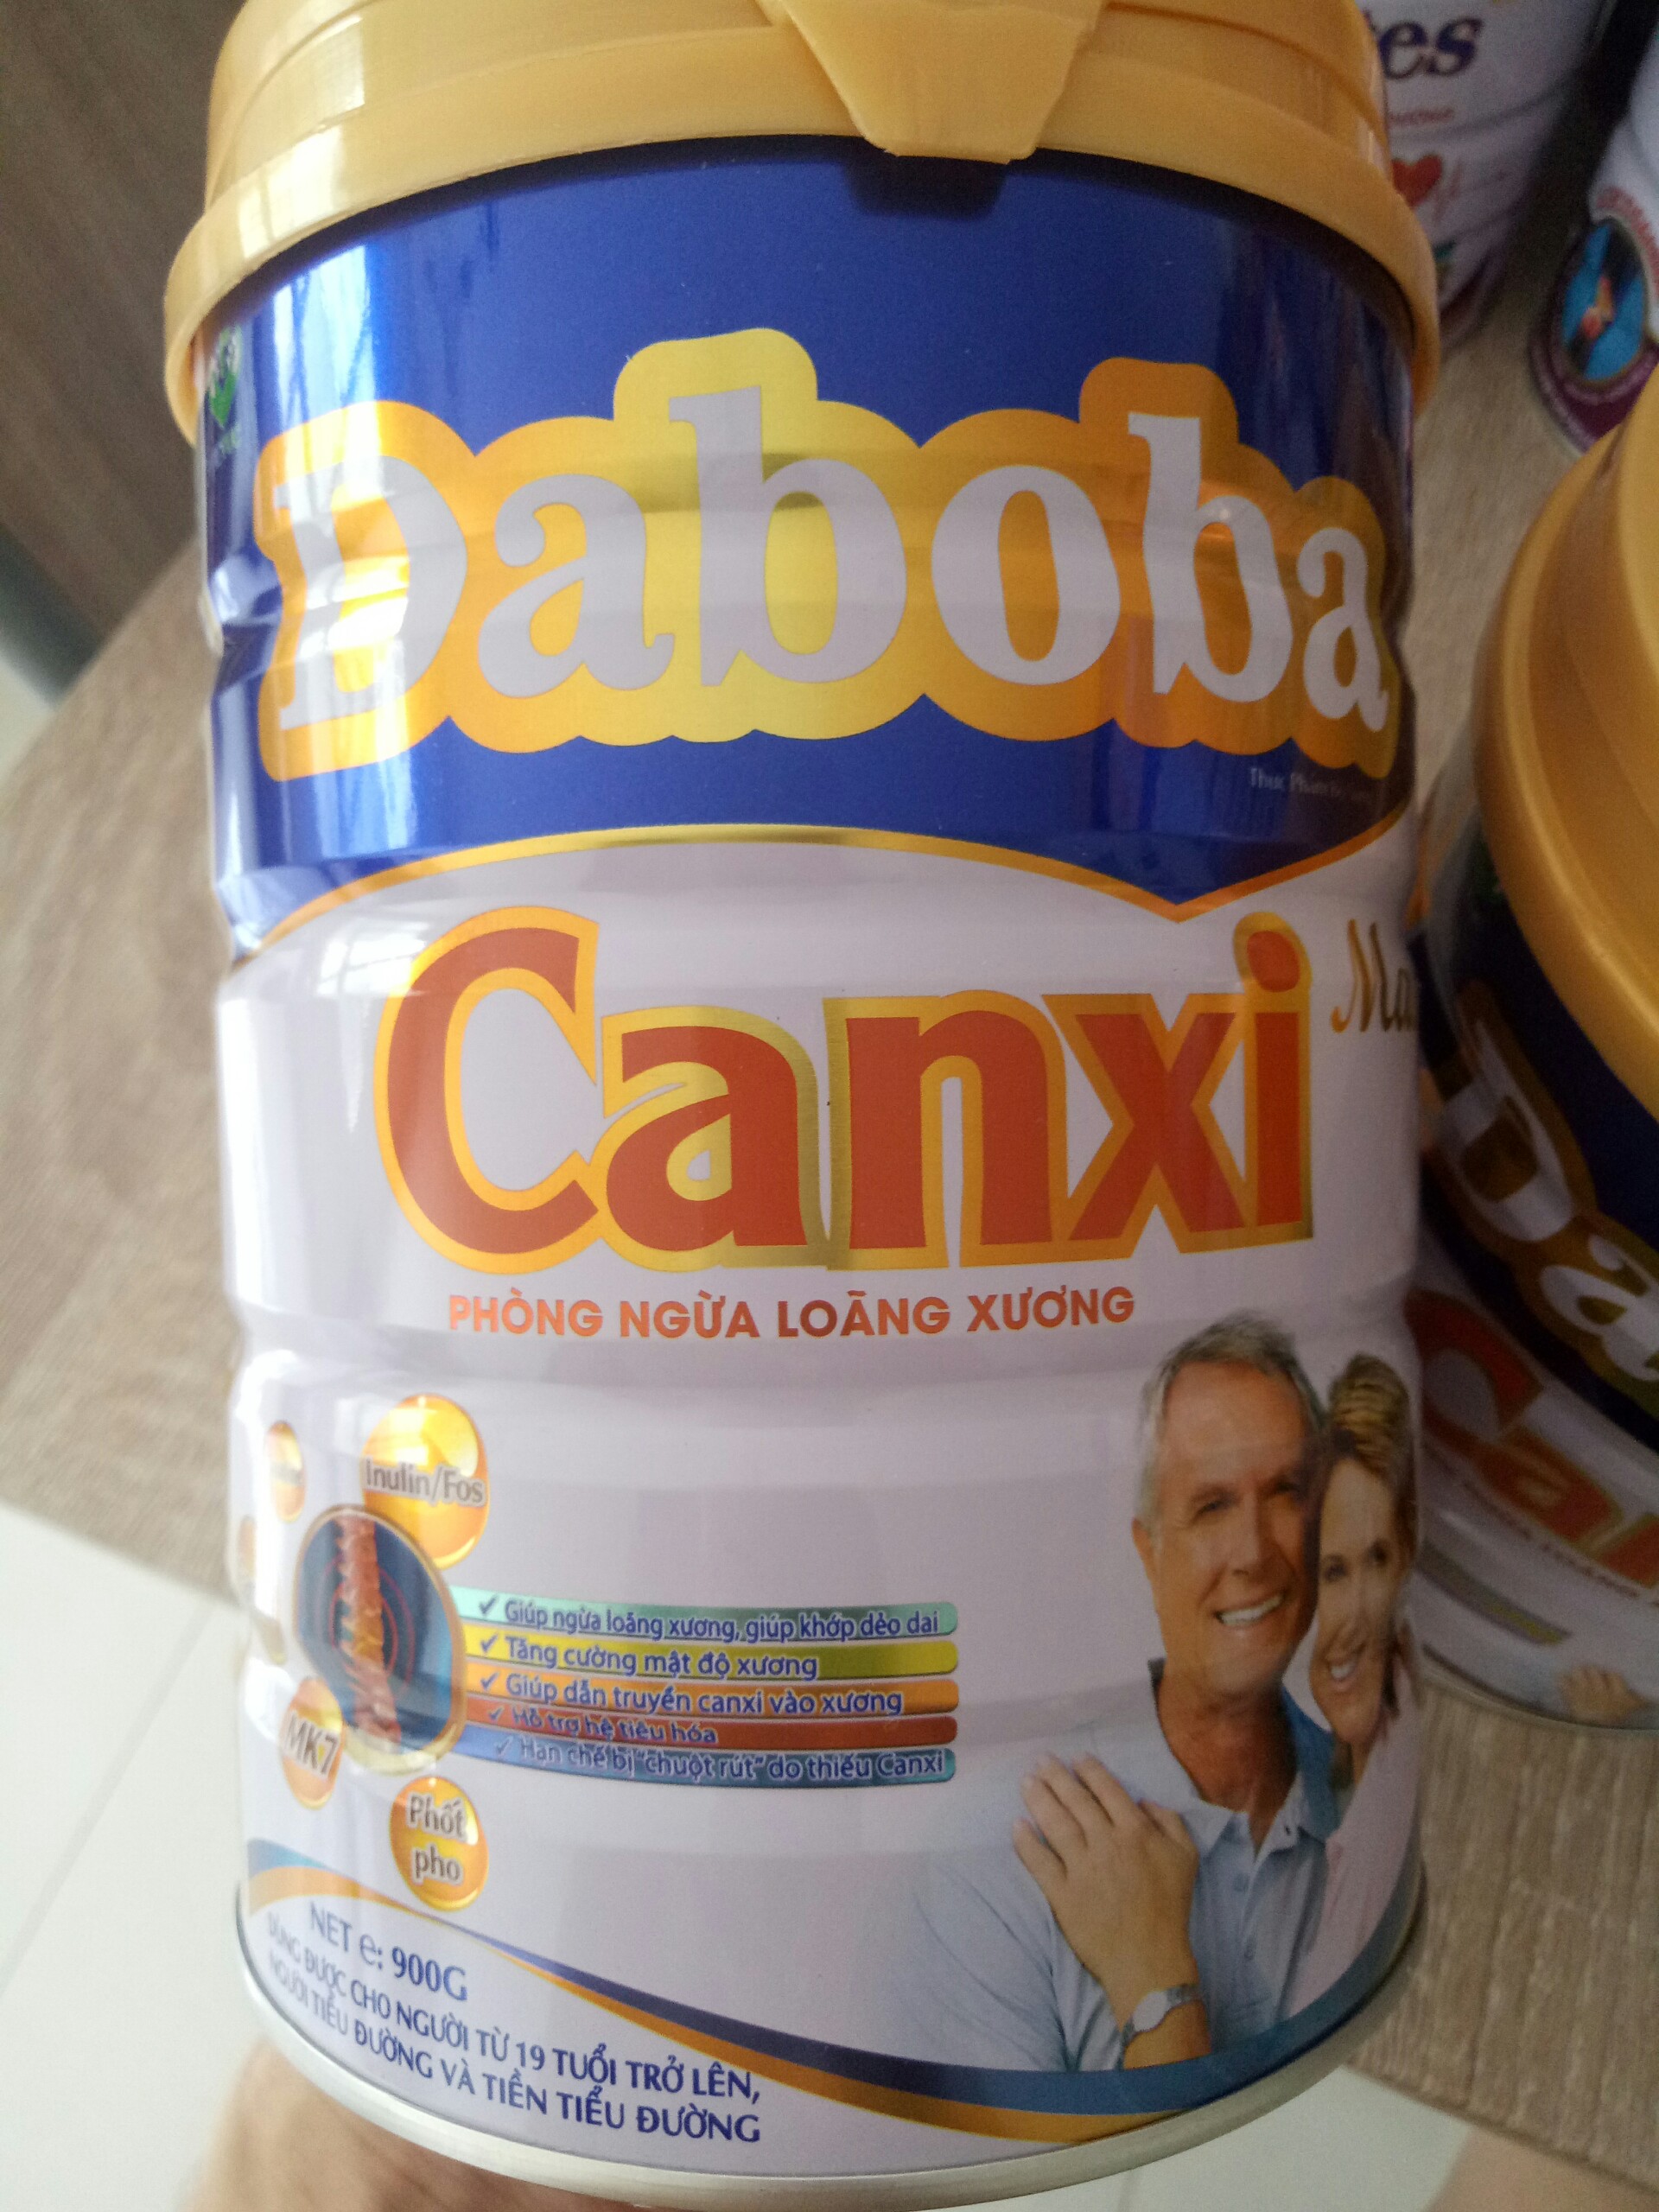 Daboba
Canxi
PHÒNG NGỪA LOÃNG XƯƠNG
Inulin/Fos
✓ Giúp ngừa loãng xương, giúp khớp dẻo dai
✓ Tăng cường mật độ xương
✓ Giúp dẫn truyền canxi vào xương
✓ Hỗ trợ hệ tiêu hóa
✓ Hạn chế bị "chuột rút" do thiếu Canxi
MK7
Phốt
pho
NET e: 900G
DÙNG ĐƯỢC CHO NGƯỜI TỪ 19 TUỔI TRỞ LÊN,
NGƯỜI TIỂU ĐƯỜNG VÀ TIỀN TIỂU ĐƯỜNG